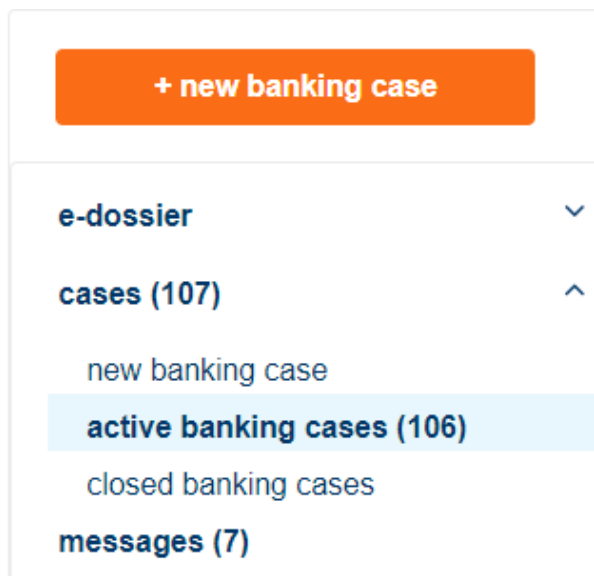 + new banking case
e-dossier
cases (107)
new banking case
active banking cases (106)
closed banking cases
messages (7)